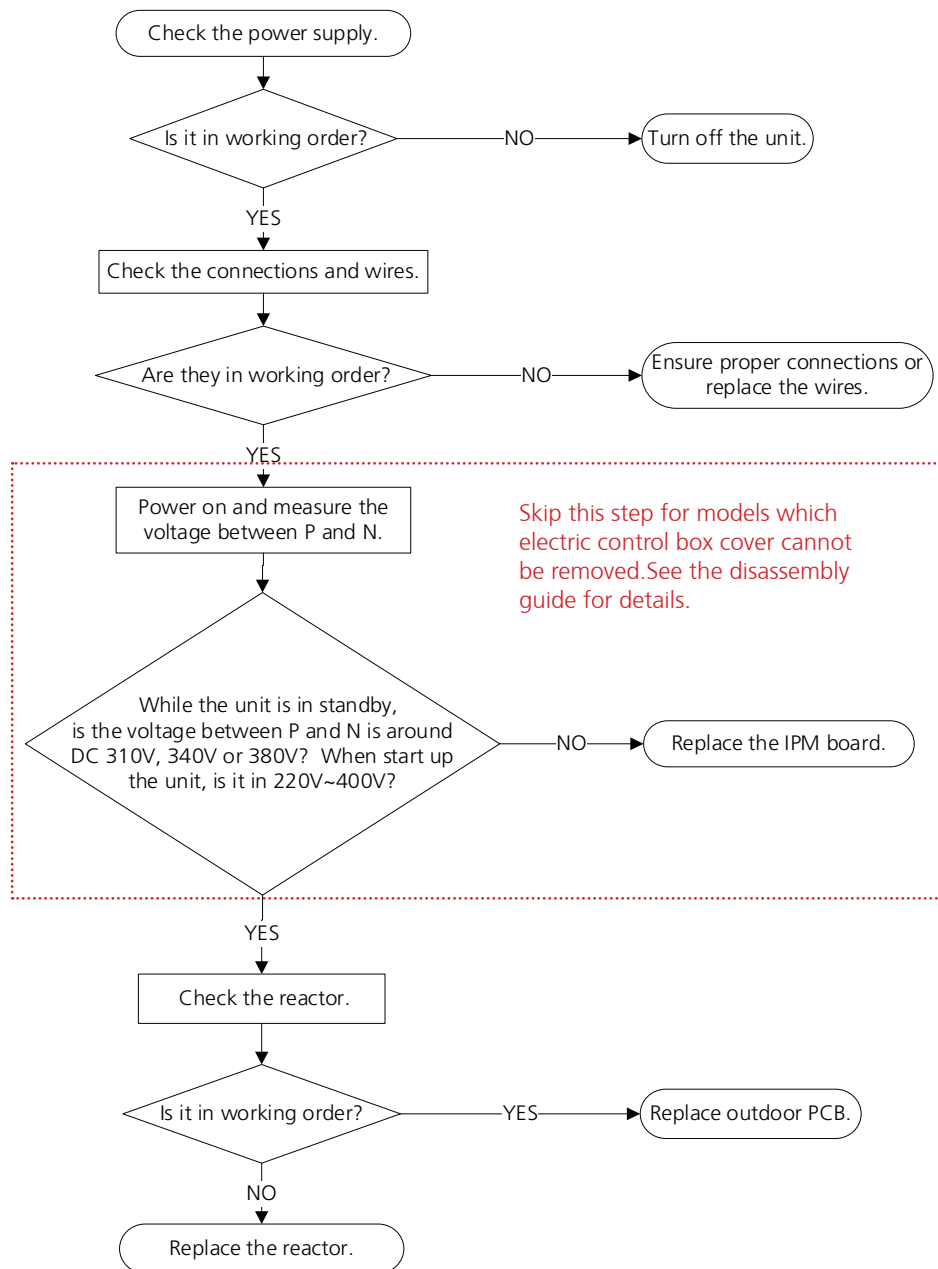 Check the power supply.
Is it in working order?
NO
Turn off the unit.
YES
Check the connections and wires.
Are they in working order?
NO
Ensure proper connections or
replace the wires.
YES
Power on and measure the
voltage between P and N.
Skip this step for models which
electric control box cover cannot
be removed.See the disassembly
guide for details.
While the unit is in standby,
is the voltage between P and N is around
DC 310V, 340V or 380V? When start up
the unit, is it in 220V~400V?
NO
Replace the IPM board.
YES
Check the reactor.
Is it in working order?
YES
Replace outdoor PCB.
NO
Replace the reactor.